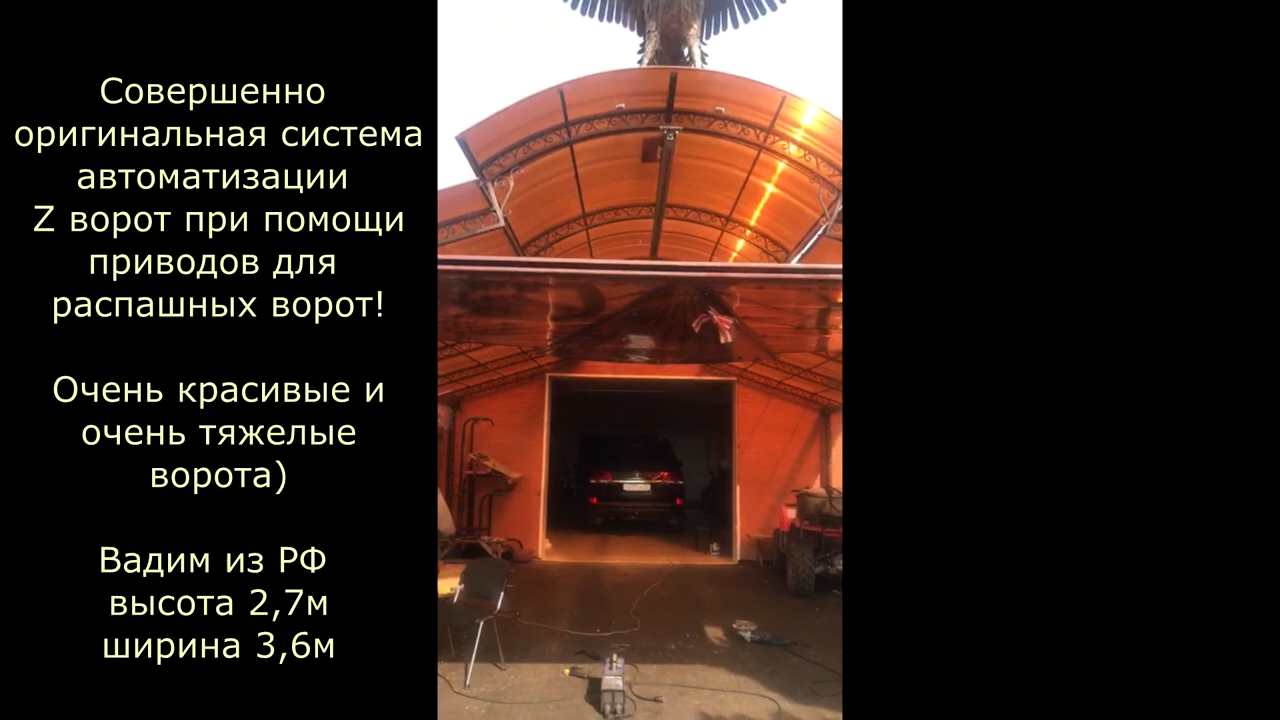 Совершенно
оригинальная система
автоматизации
Z ворот при помощи
приводов для
распашных ворот!
Очень красивые и
очень тяжелые
ворота)
Вадим из РФ
высота 2,7м
ширина 3,6м